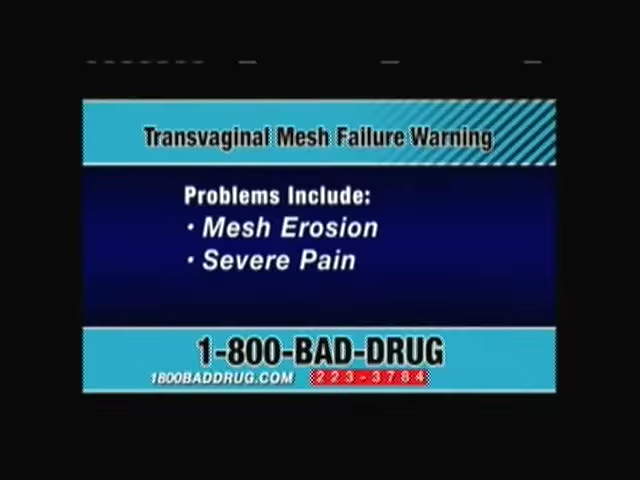 Transvaginal Mesh Failure Warning
Problems Include:
• Mesh Erosion
• Severe Pain
1-800-BAD-DRUG
1800BADDRUG.COM 223-3784